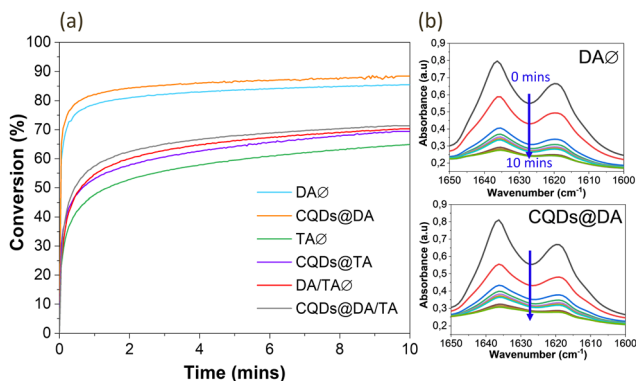 (a)
100
90
80
70
60
50
40
30
20
10
0
Conversion (%)
DAØ
CQDs@DA
TAØ
CQDs@TA
DA/TAØ
CQDs@DA/TA
0 2 4 6 8 10
Time (mins)
(b)
DAØ
0,9
0,8
0,7
0,6
0,5
0,4
0,3
0,2
Absorbance (a.u)
0 mins
10 mins
1650 1640 1630 1620 1610 1600
Wavenumber (cm-1)
CQDs@DA
0,9
0,8
0,7
0,6
0,5
0,4
0,3
0,2
Absorbance (a.u)
1650 1640 1630 1620 1610 1600
Wavenumber (cm-1)